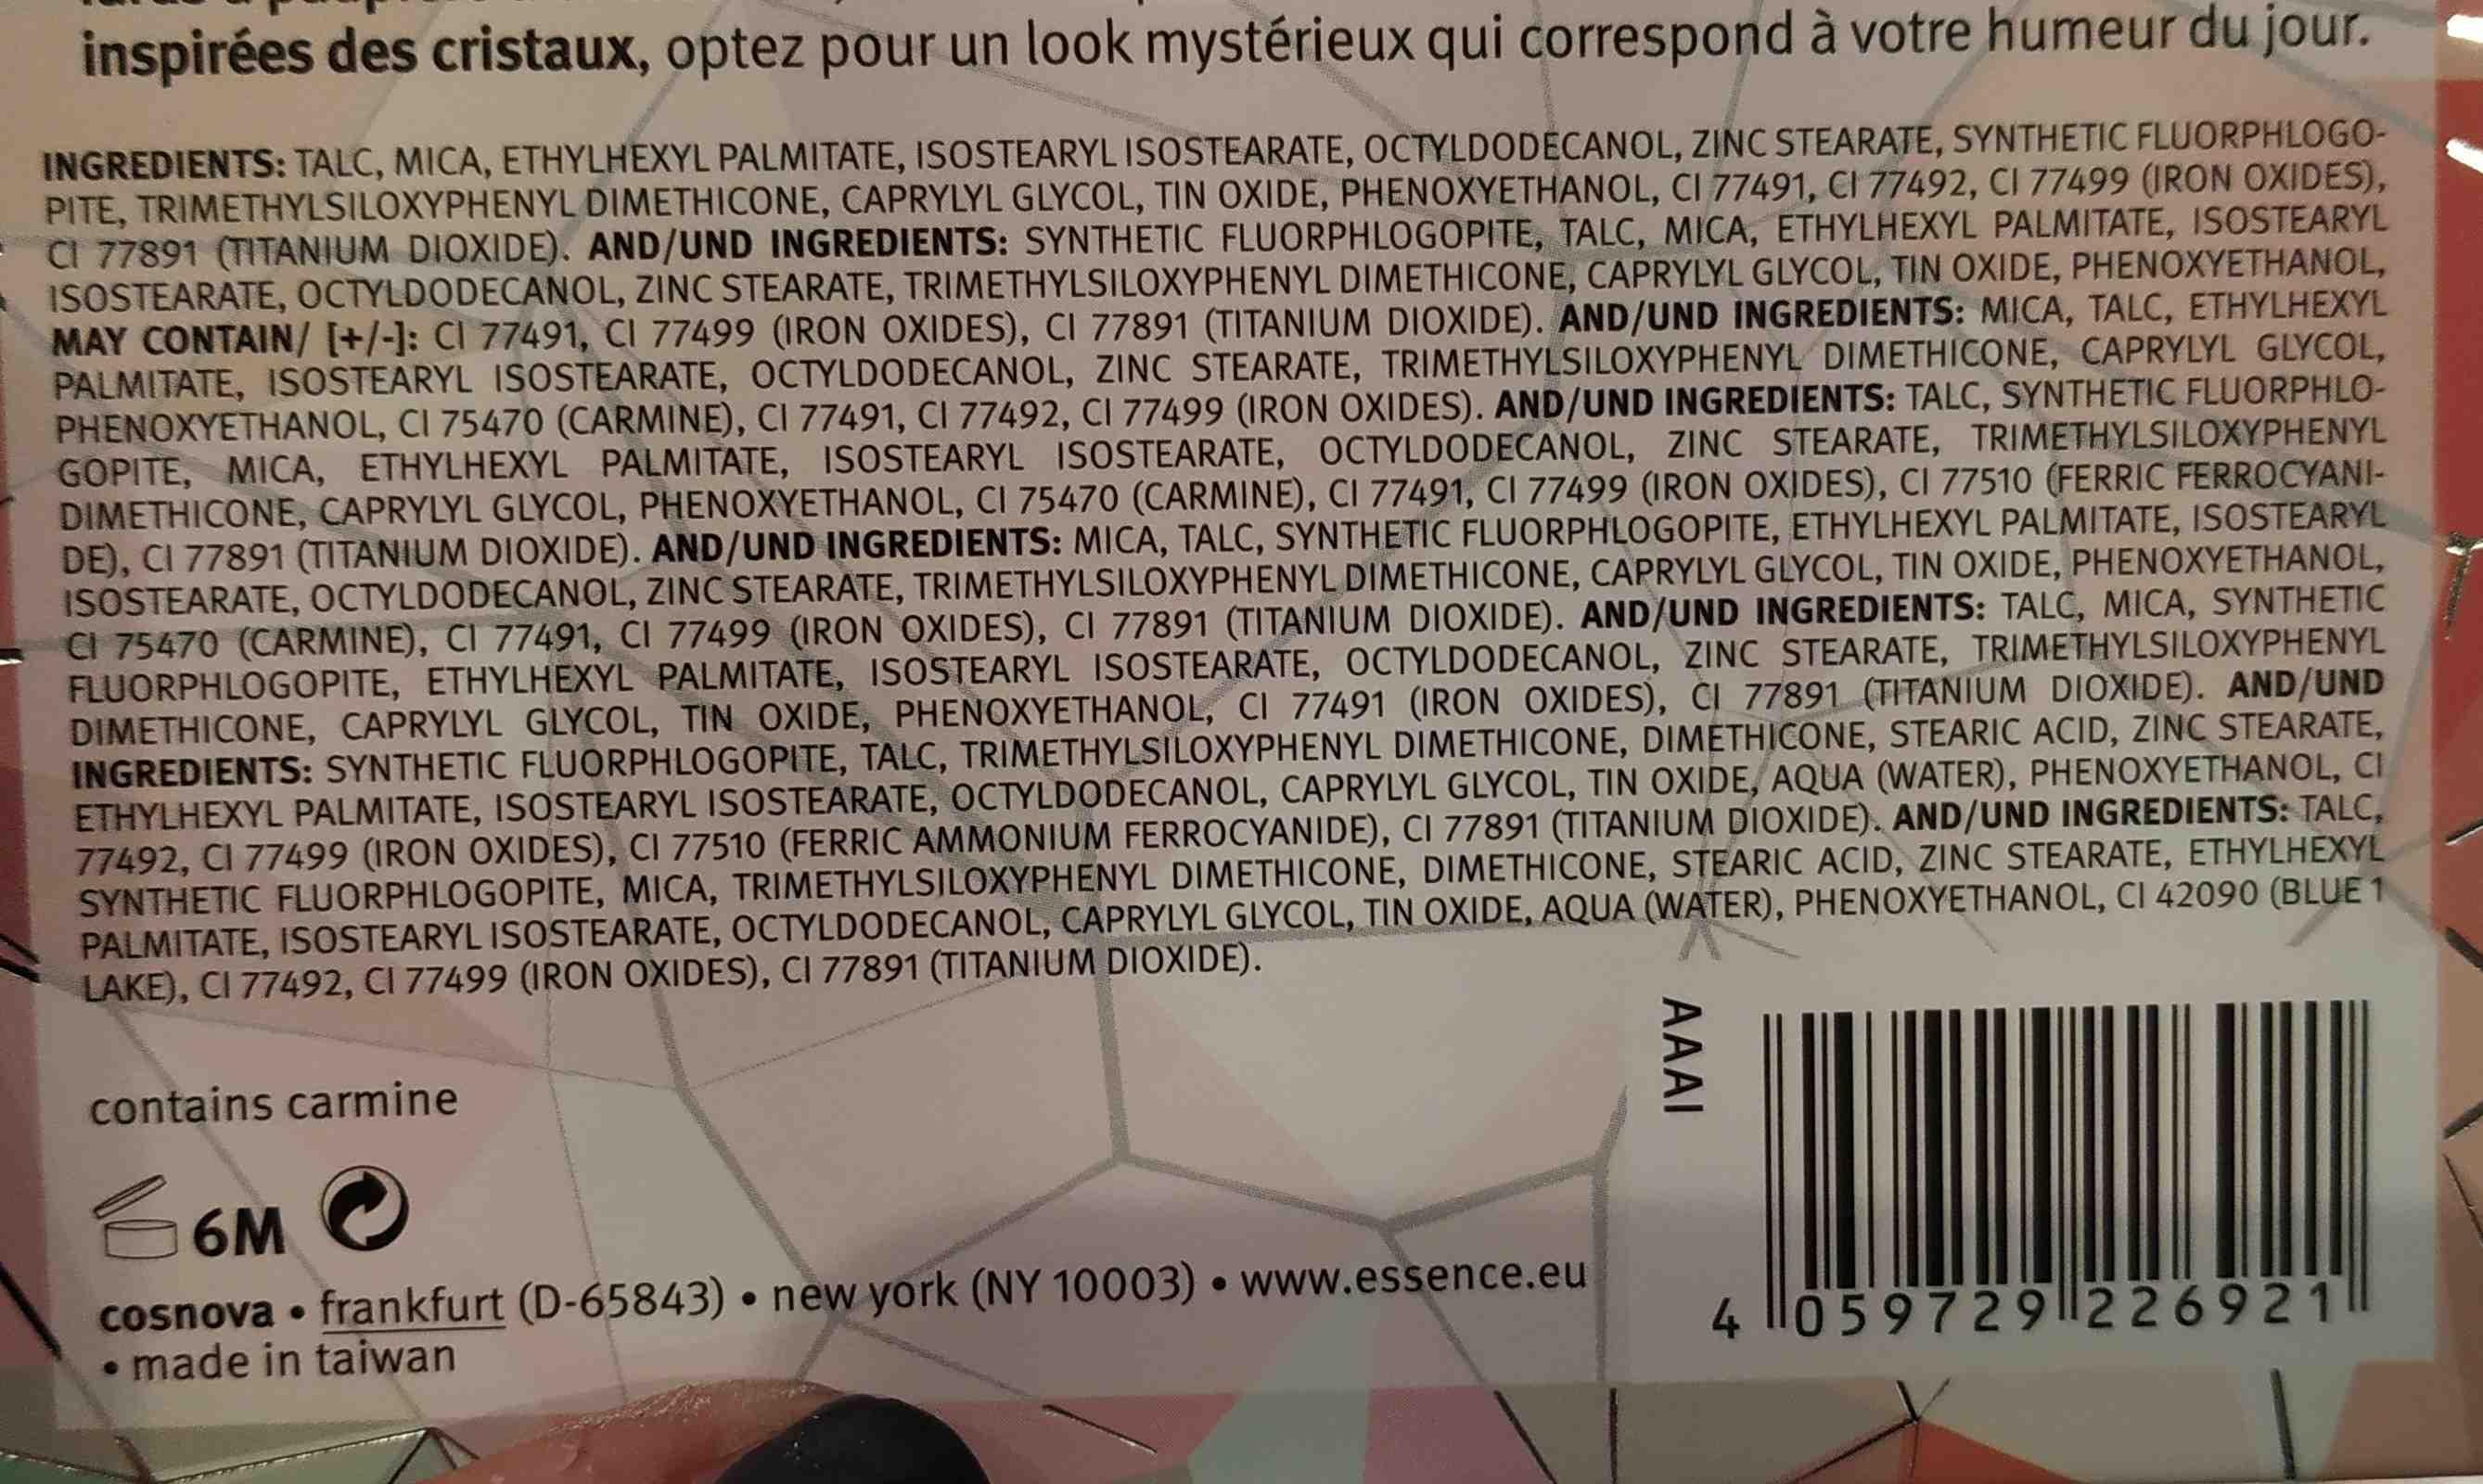 inspirées des cristaux, optez pour un look mystérieux qui correspond à votre humeur du jour.
INGREDIENTS: TALC, MICA, ETHYLHEXYL PALMITATE, ISOSTEARYL ISOSTEARATE, OCTYLDODECANOL, ZINC STEARATE, SYNTHETIC FLUORPHLOGO-
PITE, TRIMETHYLSILOXYPHENYL DIMETHICONE, CAPRYLYL GLYCOL, TIN OXIDE, PHENOXYETHANOL, CI 77491, CI 77492, CI 77499 (IRON OXIDES),
CI 77891 (TITANIUM DIOXIDE). AND/UND INGREDIENTS: SYNTHETIC FLUORPHLOGOPITE, TALC, MICA, ETHYLHEXYL PALMITATE, ISOSTEARYL
ISOSTEARATE, OCTYLDODECANOL, ZINC STEARATE, TRIMETHYLSILOXYPHENYL DIMETHICONE, CAPRYLYL GLYCOL, TIN OXIDE, PHENOXYETHANOL,
MAY CONTAIN/ [+/-]: CI 77491, CI 77499 (IRON OXIDES), CI 77891 (TITANIUM DIOXIDE). AND/UND INGREDIENTS: MICA, TALC, ETHYLHEXYL
PALMITATE, ISOSTEARYL ISOSTEARATE, OCTYLDODECANOL, ZINC STEARATE, TRIMETHYLSILOXYPHENYL DIMETHICONE, CAPRYLYL GLYCOL,
PHENOXYETHANOL, CI 75470 (CARMINE), CI 77491, CI 77492, CI 77499 (IRON OXIDES). AND/UND INGREDIENTS: TALC, SYNTHETIC FLUORPHLO-
GOPITE, MICA, ETHYLHEXYL PALMITATE, ISOSTEARYL ISOSTEARATE, OCTYLDODECANOL, ZINC STEARATE, TRIMETHYLSILOXYPHENYL
DIMETHICONE, CAPRYLYL GLYCOL, PHENOXYETHANOL, CI 75470 (CARMINE), CI 77491, CI 77499 (IRON OXIDES), CI 77510 (FERRIC FERROCYANI-
DE), CI 77891 (TITANIUM DIOXIDE). AND/UND INGREDIENTS: MICA, TALC, SYNTHETIC FLUORPHLOGOPITE, ETHYLHEXYL PALMITATE, ISOSTEARYL
ISOSTEARATE, OCTYLDODECANOL, ZINC STEARATE, TRIMETHYLSILOXYPHENYL DIMETHICONE, CAPRYLYL GLYCOL, TIN OXIDE, PHENOXYETHANOL,
CI 75470 (CARMINE), CI 77491, CI 77499 (IRON OXIDES), CI 77891 (TITANIUM DIOXIDE). AND/UND INGREDIENTS: TALC, MICA, SYNTHETIC
FLUORPHLOGOPITE, ETHYLHEXYL PALMITATE, ISOSTEARYL ISOSTEARATE, OCTYLDODECANOL, ZINC STEARATE, TRIMETHYLSILOXYPHENYL
DIMETHICONE, CAPRYLYL GLYCOL, TIN OXIDE, PHENOXYETHANOL, CI 77491 (IRON OXIDES), CI 77891 (TITANIUM DIOXIDE). AND/UND
INGREDIENTS: SYNTHETIC FLUORPHLOGOPITE, TALC, TRIMETHYLSILOXYPHENYL DIMETHICONE, DIMETHICONE, STEARIC ACID, ZINC STEARATE,
ETHYLHEXYL PALMITATE, ISOSTEARYL ISOSTEARATE, OCTYLDODECANOL, CAPRYLYL GLYCOL, TIN OXIDE, AQUA (WATER), PHENOXYETHANOL, CI
77492, CI 77499 (IRON OXIDES), CI 77510 (FERRIC AMMONIUM FERROCYANIDE), CI 77891 (TITANIUM DIOXIDE). AND/UND INGREDIENTS: TALC,
SYNTHETIC FLUORPHLOGOPITE, MICA, TRIMETHYLSILOXYPHENYL DIMETHICONE, DIMETHICONE, STEARIC ACID, ZINC STEARATE, ETHYLHEXYL
PALMITATE, ISOSTEARYL ISOSTEARATE, OCTYLDODECANOL, CAPRYLYL GLYCOL, TIN OXIDE, AQUA (WATER), PHENOXYETHANOL, CI 42090 (BLUE 1
LAKE), CI 77492, CI 77499 (IRON OXIDES), CI 77891 (TITANIUM DIOXIDE).
AAAI
contains carmine
6M
cosnova • frankfurt (D-65843) • new york (NY 10003) • www.essence.eu
• made in taiwan
4 059729 226921